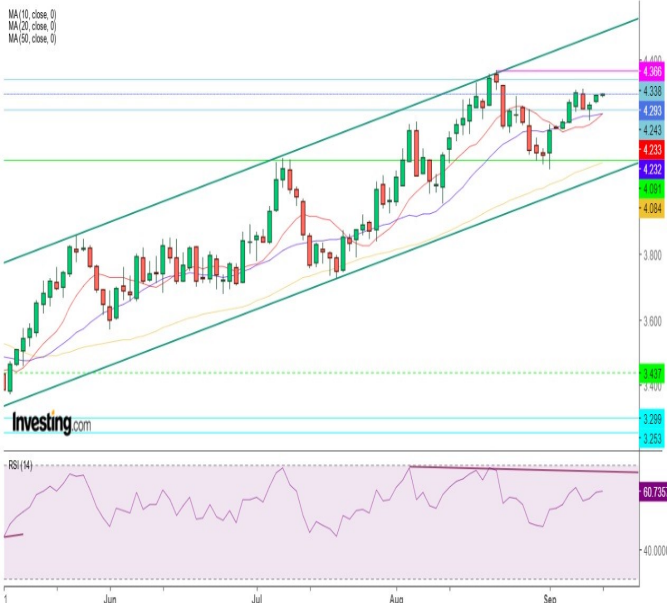 MA (10, close, 0)
MA (20, close, 0)
MA (50, close, 0)
4.400
4.366
4.338
4.293
4.243
4.233
4.232
4.091
4.084
3.800
3.600
3.437
3.400
3.299
3.253
Investing.com
RSI (14)
60.7357
40.0000
1
Jun
Jul
Aug
Sep